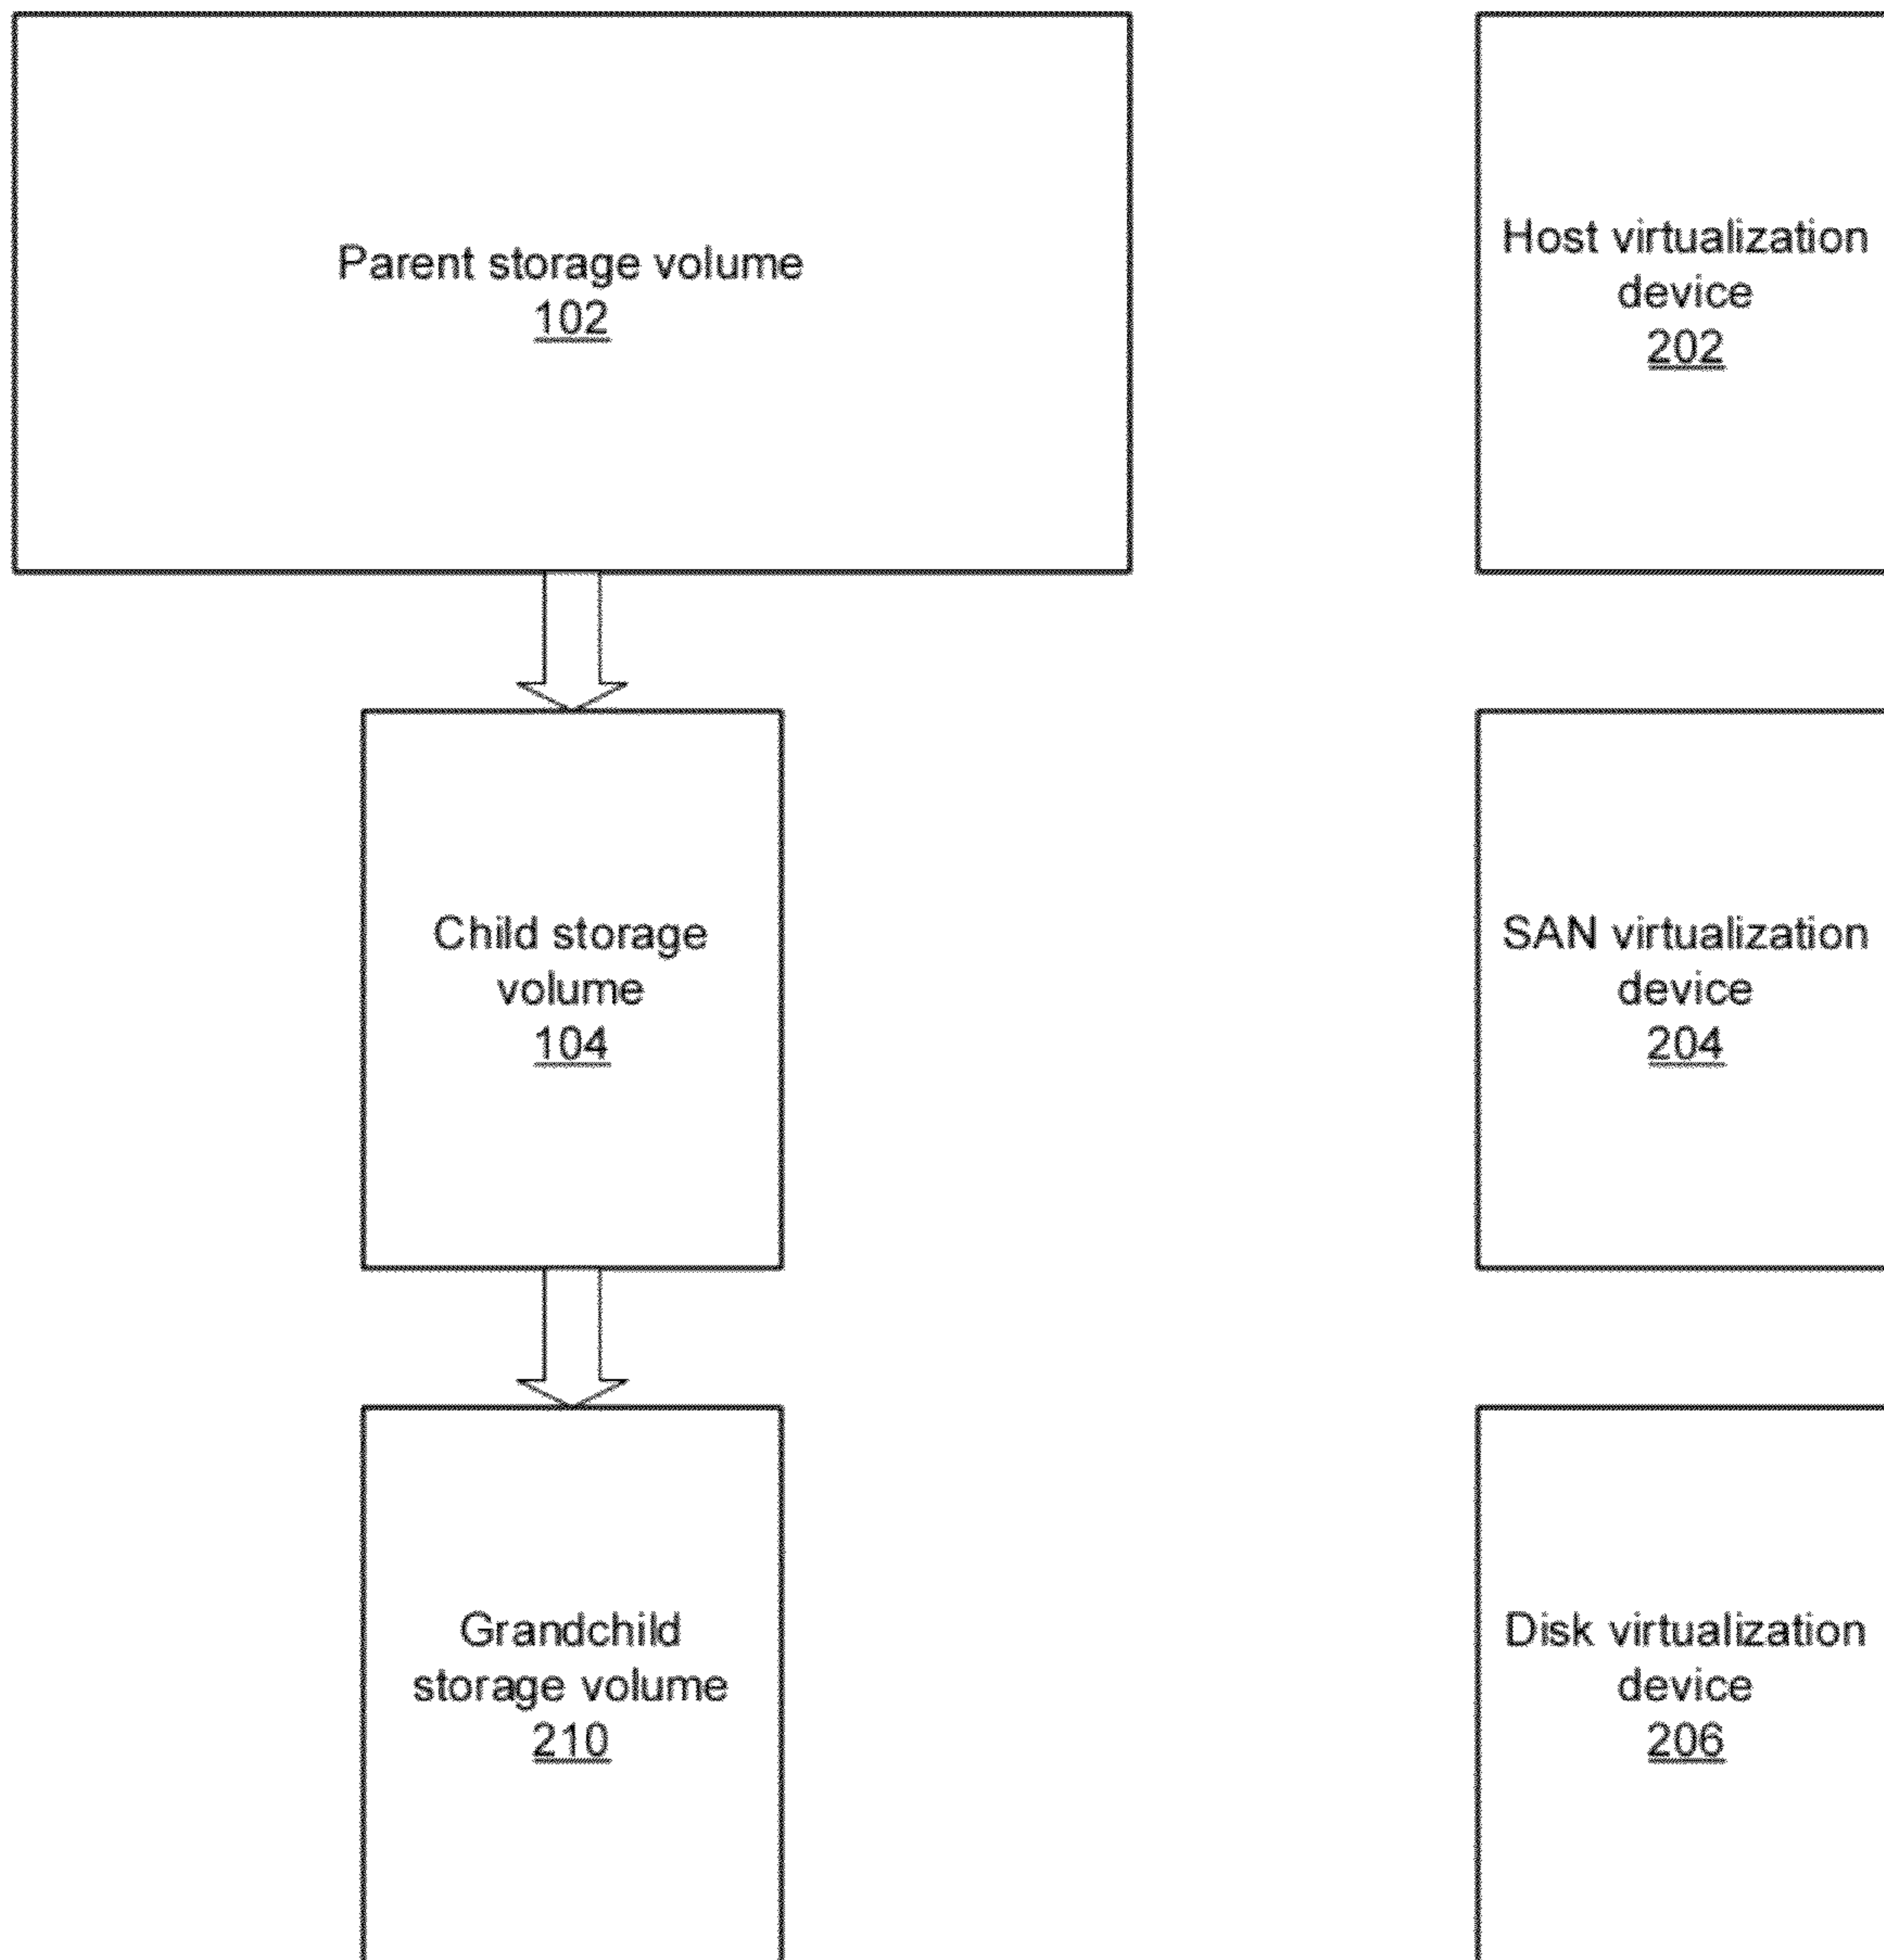 Parent storage volume
102
Host virtualization
device
202
Child storage
volume
104
SAN virtualization
device
204
Grandchild
storage volume
210
Disk virtualization
device
206